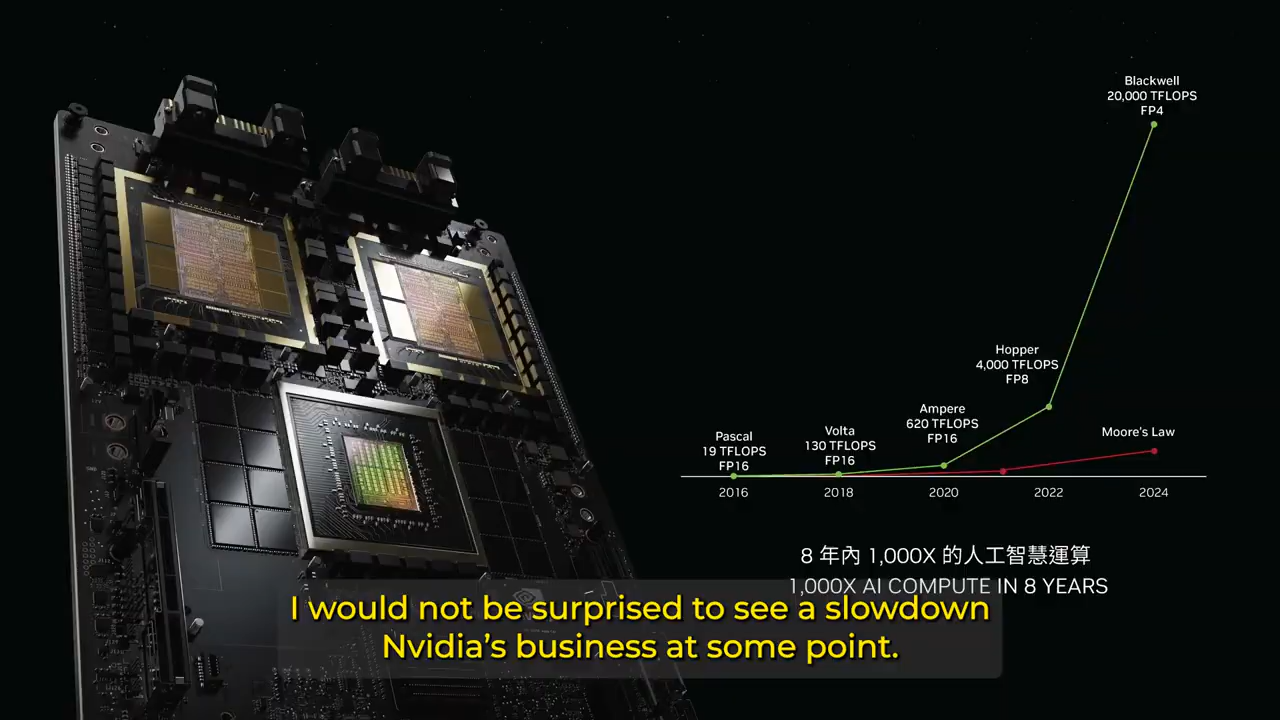 Blackwell
20,000 TFLOPS
FP4
Hopper
4,000 TFLOPS
FP8
Ampere
620 TFLOPS
FP16
Volta
130 TFLOPS
FP16
Pascal
19 TFLOPS
FP16
Moore's Law
2016
2018
2020
2022
2024
8 年內 1,000X 的人工智慧運算
1,000X AI COMPUTE IN 8 YEARS
I would not be surprised to see a slowdown
Nvidia's business at some point.